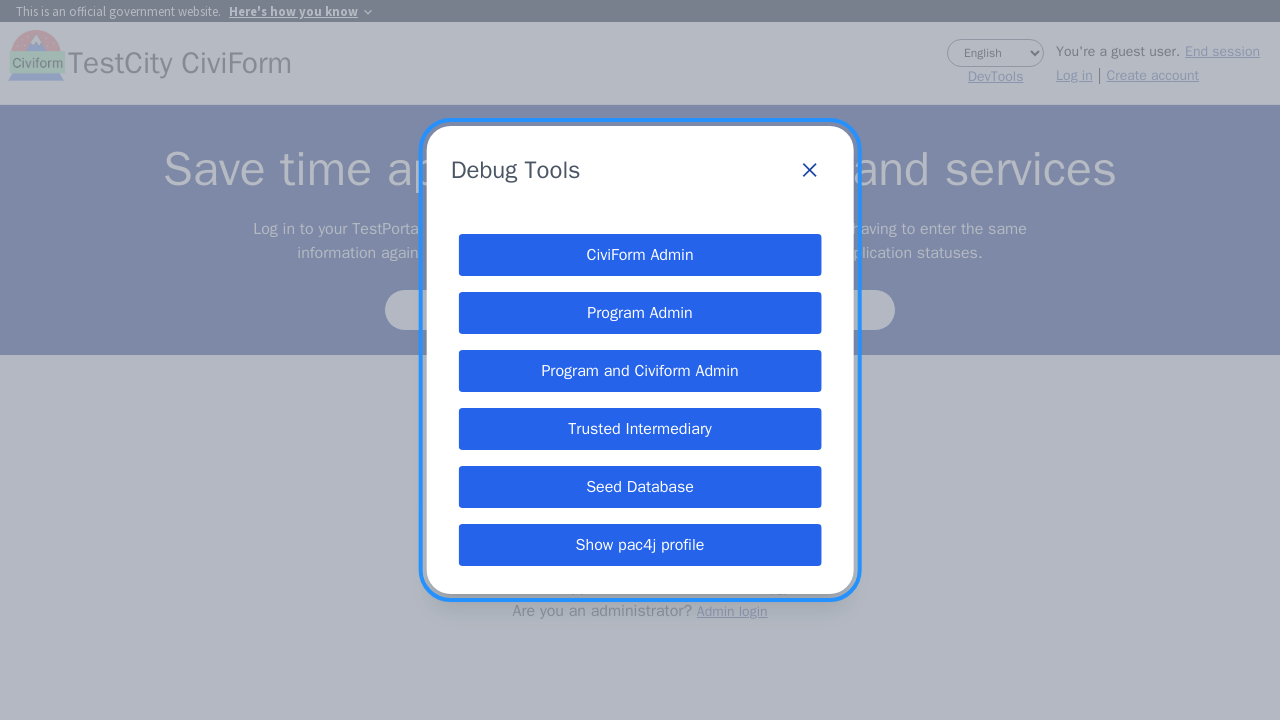 This is an official government website. Here's how you know
Civiform TestCity CiviForm
English
DevTools
You're a guest user. End session
Log in | Create account
Save time ap
and services
Log in to your TestPorta
having to enter the same
information again
plication statuses.
Debug Tools
CiviForm Admin
Program Admin
Program and Civiform Admin
Trusted Intermediary
Seed Database
Show pac4j profile
Are you an administrator? Admin login